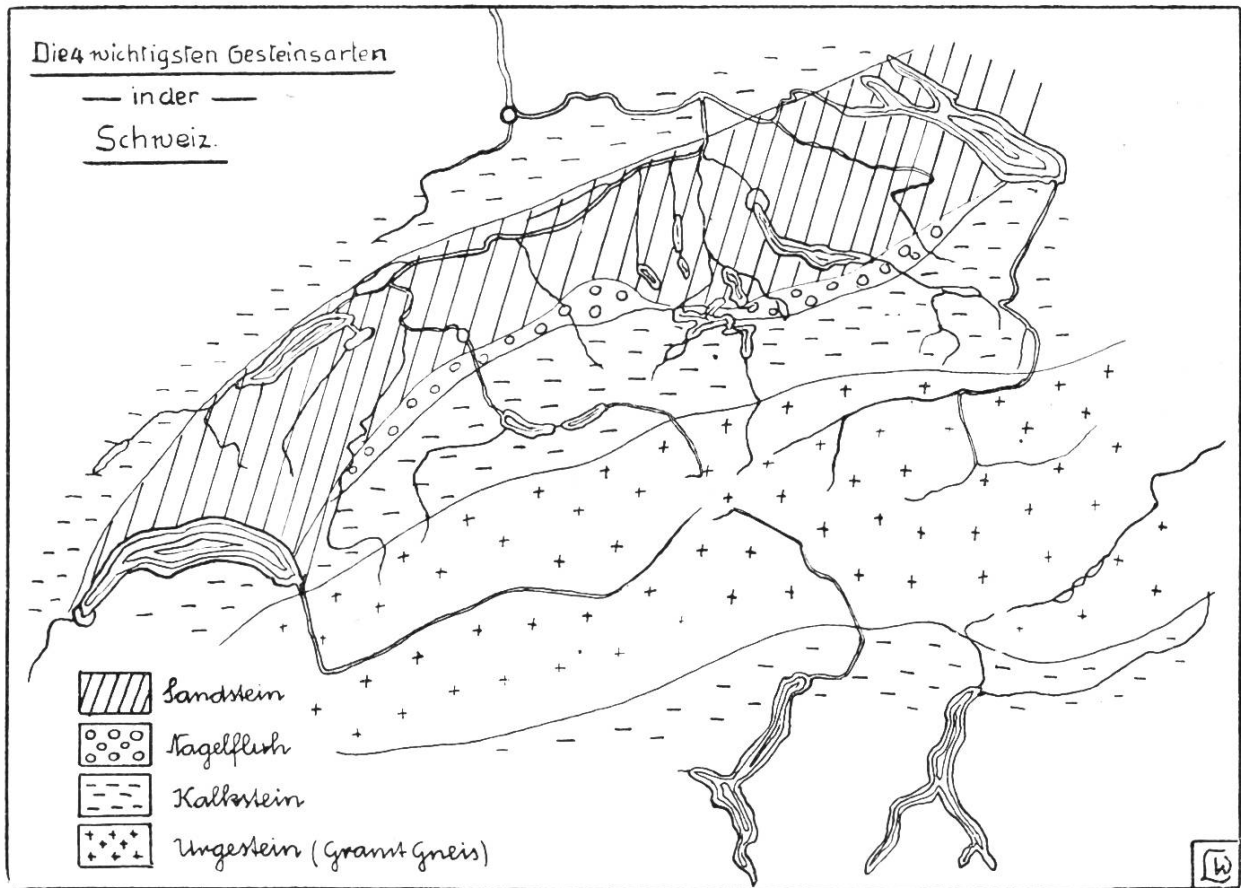 Die 4 wichtigsten Gesteinsarten
— in der —
Schweiz.
Sandstein
Nagelfluh
Kalkstein
Urgestein (Granit Gneis)